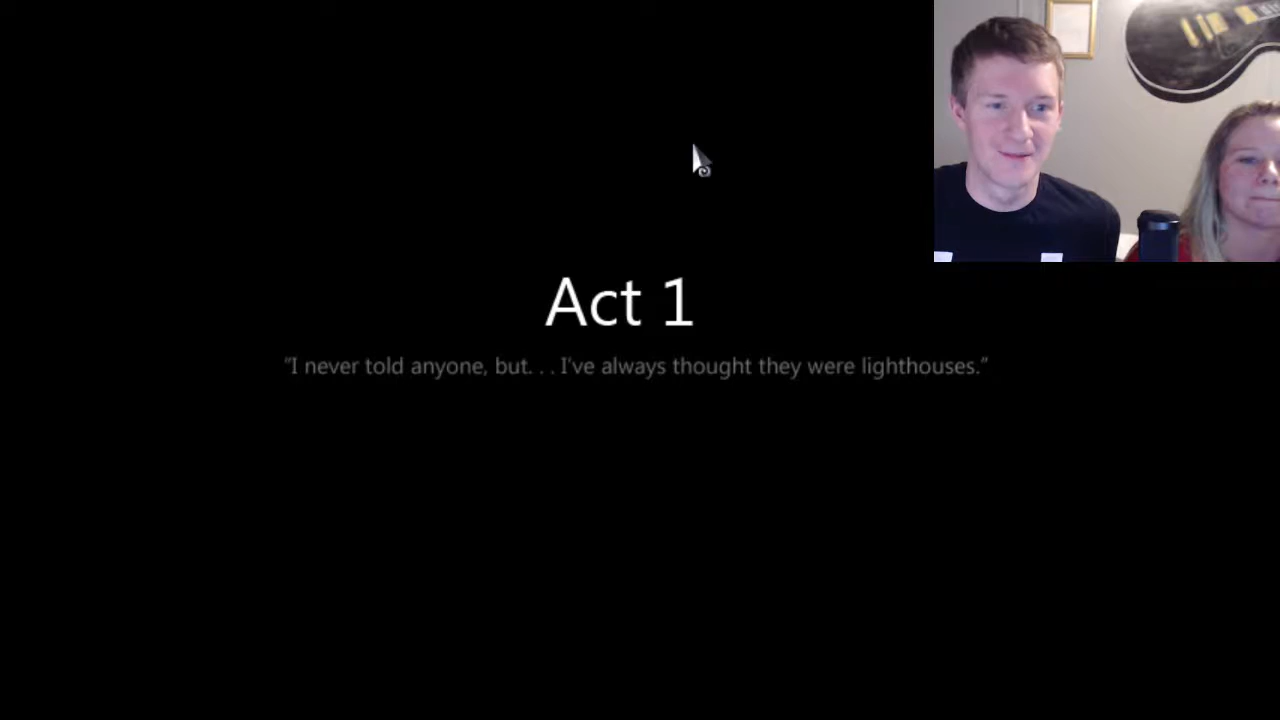 Act 1
“I never told anyone, but. . . I've always thought they were lighthouses.”